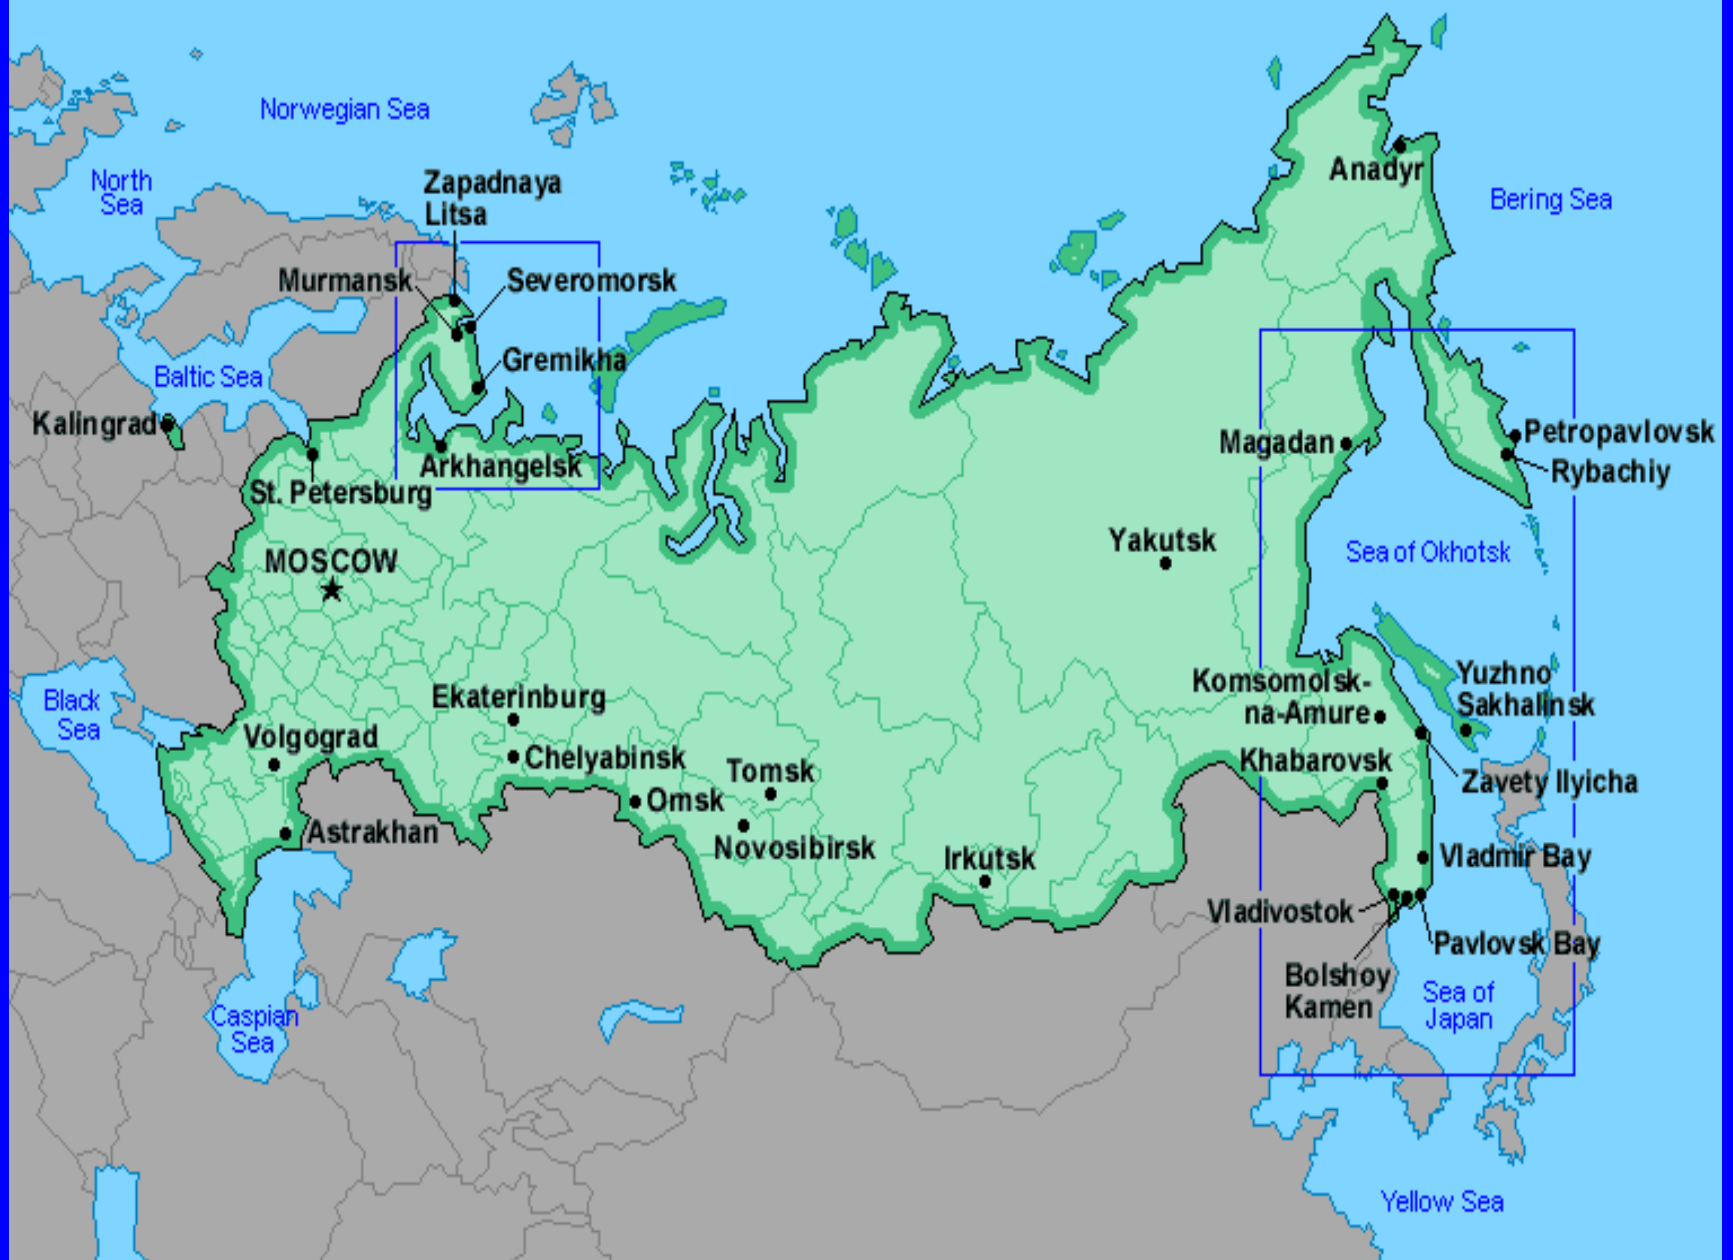 Norwegian Sea
North
Sea
Zapadnaya
Litsa
Anadyr
Bering Sea
Murmansk
Severomorsk
Gremikha
Baltic Sea
Kalingrad
Arkhangelsk
St. Petersburg
Magadan
Petropavlovsk
Rybachiy
MOSCOW
Yakutsk
Sea of Okhotsk
Black
Sea
Ekaterinburg
Komsomolsk-
na-Amure
Yuzhno
Sakhalinsk
Volgograd
Chelyabinsk
Tomsk
Khabarovsk
Zavety Ilyicha
Omsk
Astrakhan
Novosibirsk
Irkutsk
Vladmir Bay
Vladivostok
Pavlovsk Bay
Bolshoy
Kamen
Sea of
Japan
Caspian
Sea
Yellow Sea